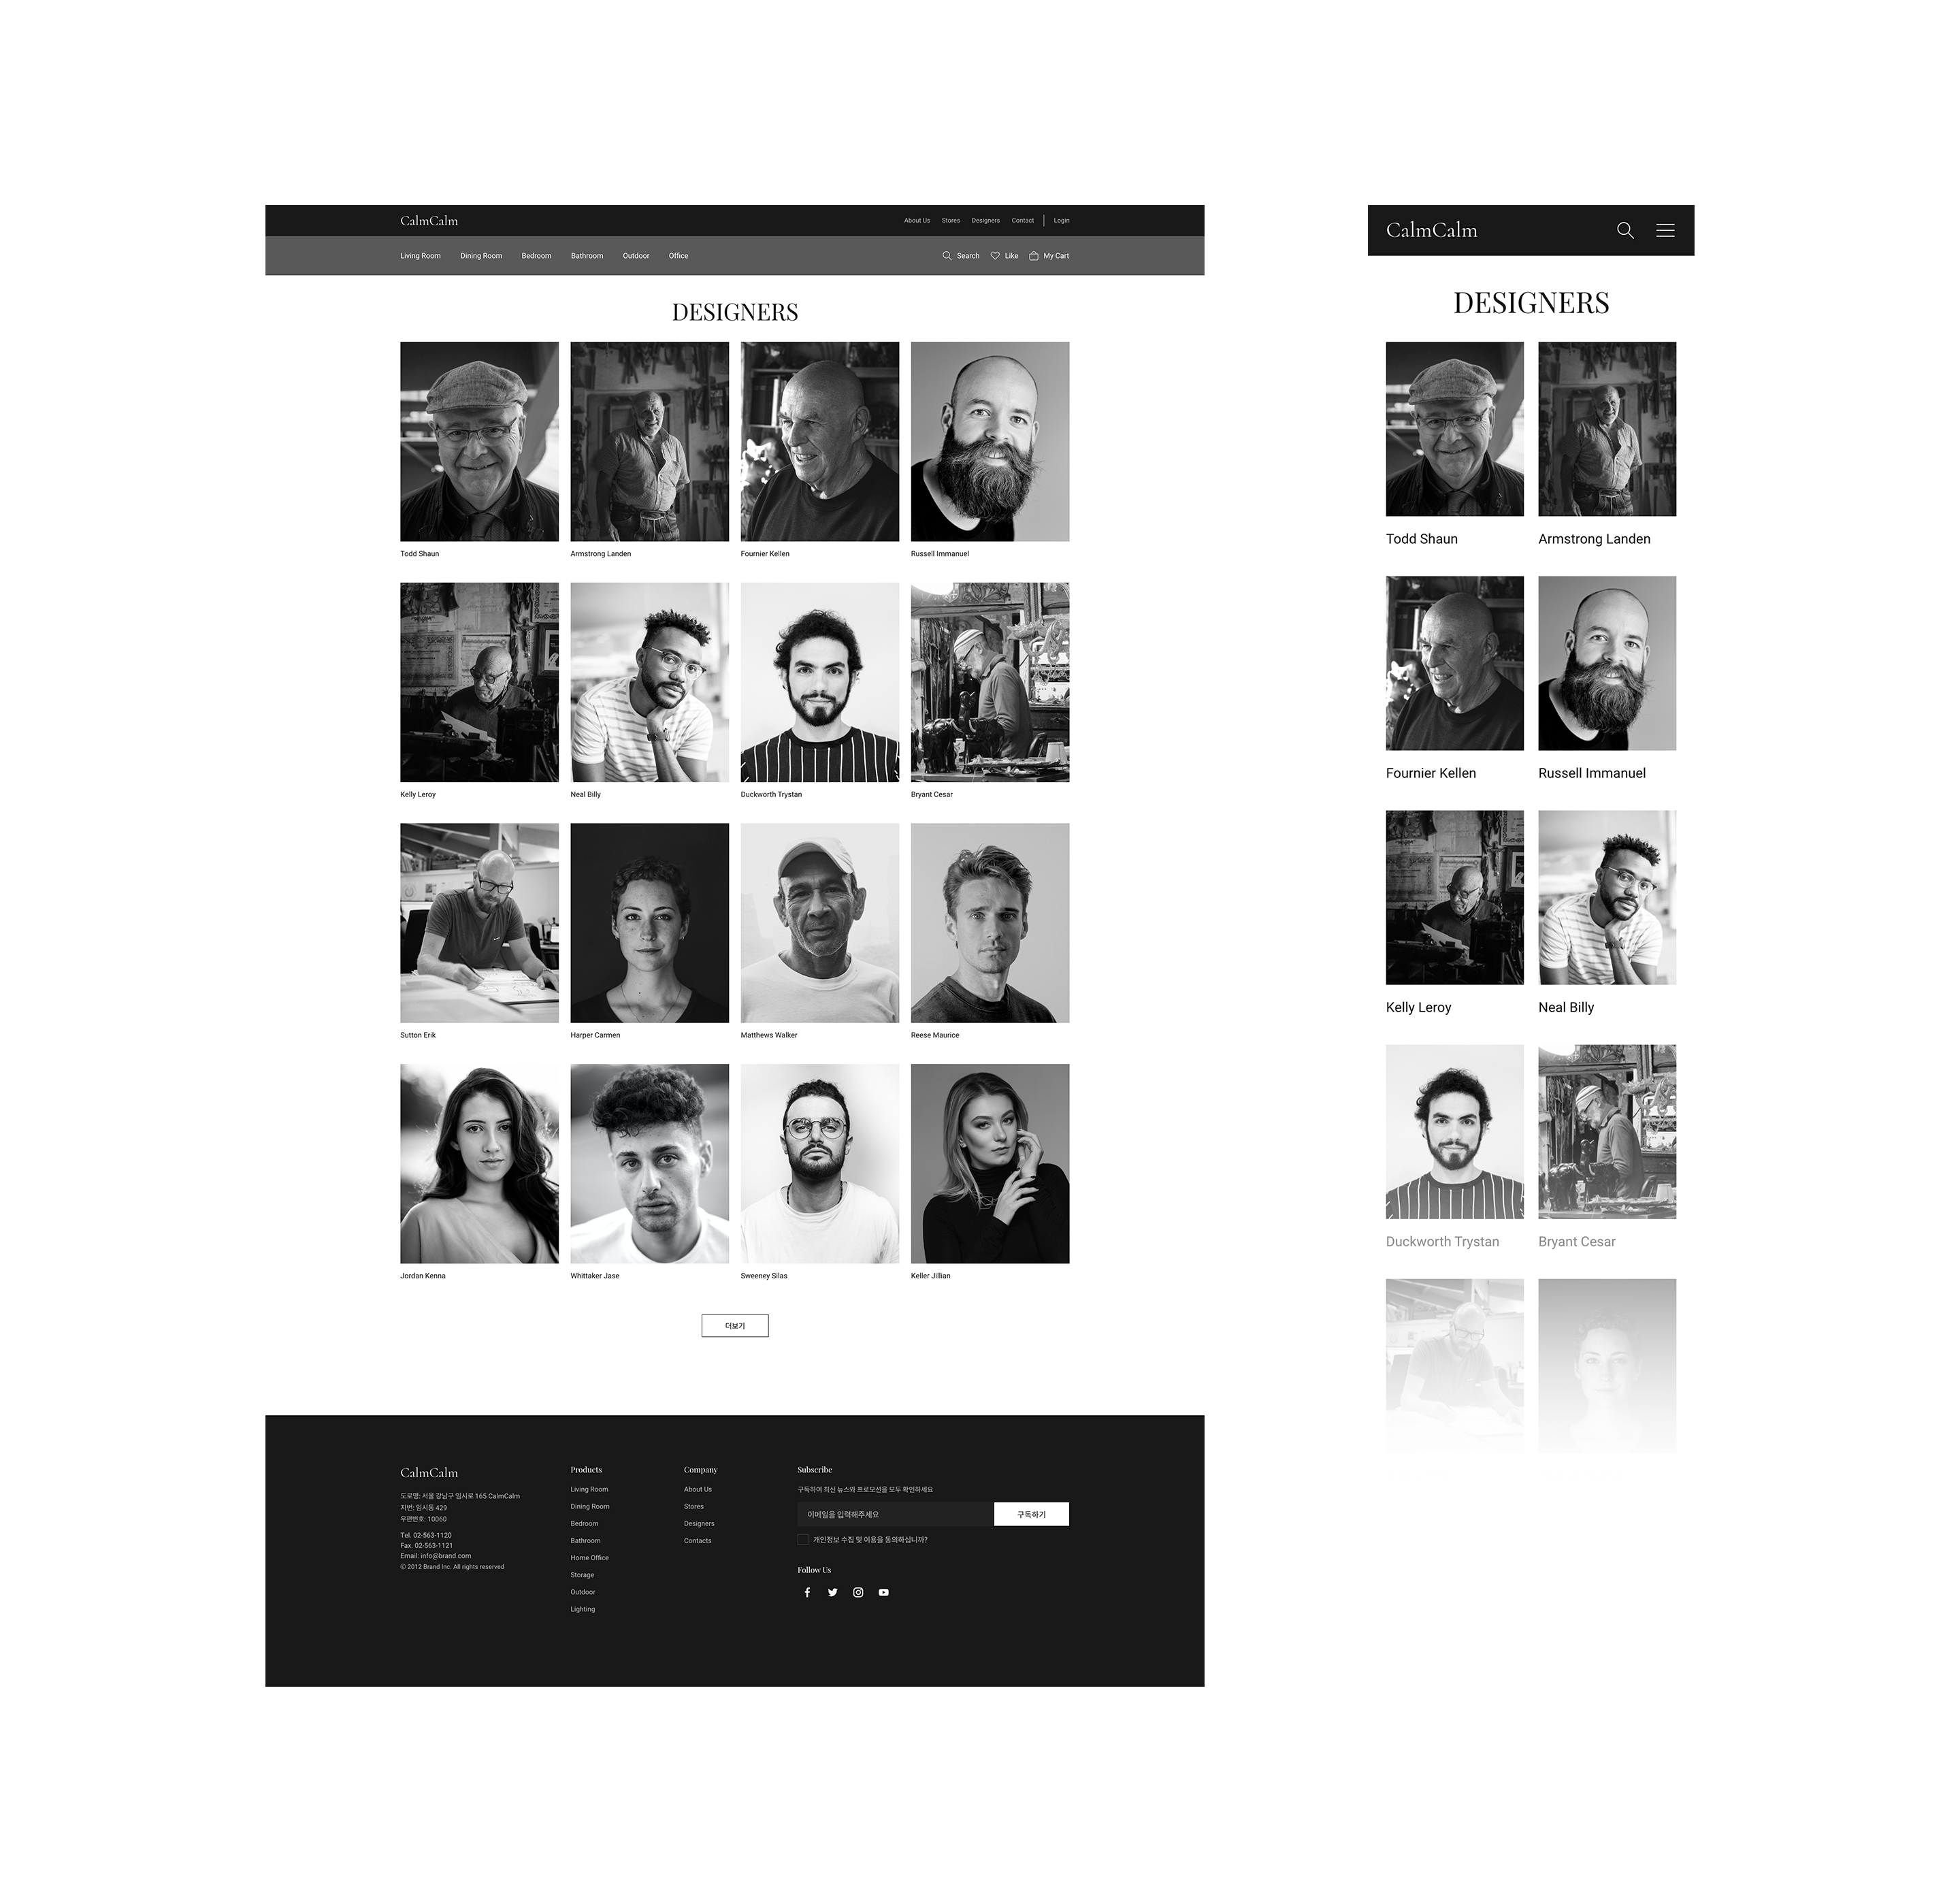 CalmCalm
About Us Stores Designers Contact Login
Living Room Dining Room Bedroom Bathroom Outdoor Office Search Like My Cart
DESIGNERS
Todd Shaun Armstrong Landen Fournier Kellen Russell Immanuel
Kelly Leroy Neal Billy Duckworth Trystan Bryant Cesar
Sutton Erik Harper Carmen Matthews Walker Reese Maurice
Jordan Kenna Whittaker Jase Sweeney Silas Keller Jillian
더보기
CalmCalm
도로명: 서울 강남구 임시로 165 CalmCalm
지번: 임시동 429
우편번호: 10060
Tel. 02-563-1120
Fax. 02-563-1121
Email: info@brand.com
© 2012 Brand Inc. All rights reserved
Products
Living Room
Dining Room
Bedroom
Bathroom
Home Office
Storage
Outdoor
Lighting
Company
About Us
Stores
Designers
Contacts
Subscribe
구독하여 최신 뉴스와 프로모션을 모두 확인하세요
이메일을 입력해주세요 구독하기
개인정보 수집 및 이용을 동의하십니까?
Follow Us
CalmCalm
DESIGNERS
Todd Shaun Armstrong Landen
Fournier Kellen Russell Immanuel
Kelly Leroy Neal Billy
Duckworth Trystan Bryant Cesar